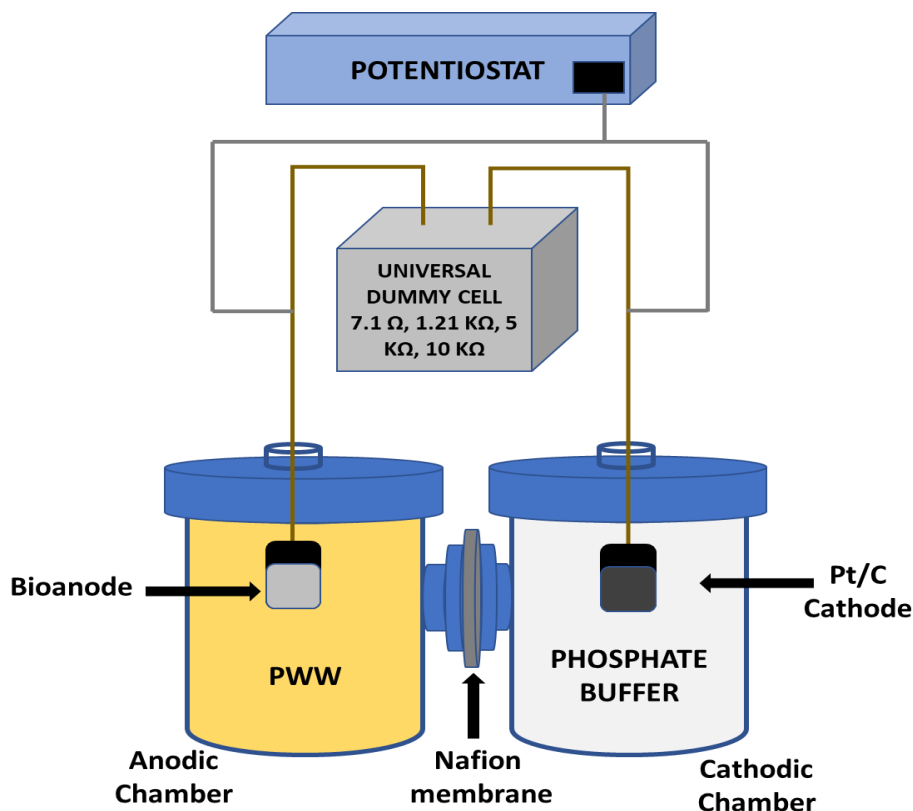 POTENTIOSTAT
UNIVERSAL
DUMMY CELL
7.1 Ω, 1.21 KΩ, 5
KΩ, 10 KΩ
Bioanode
Pt/C
Cathode
PWW
PHOSPHATE
BUFFER
Anodic
Chamber
Nafion
membrane
Cathodic
Chamber